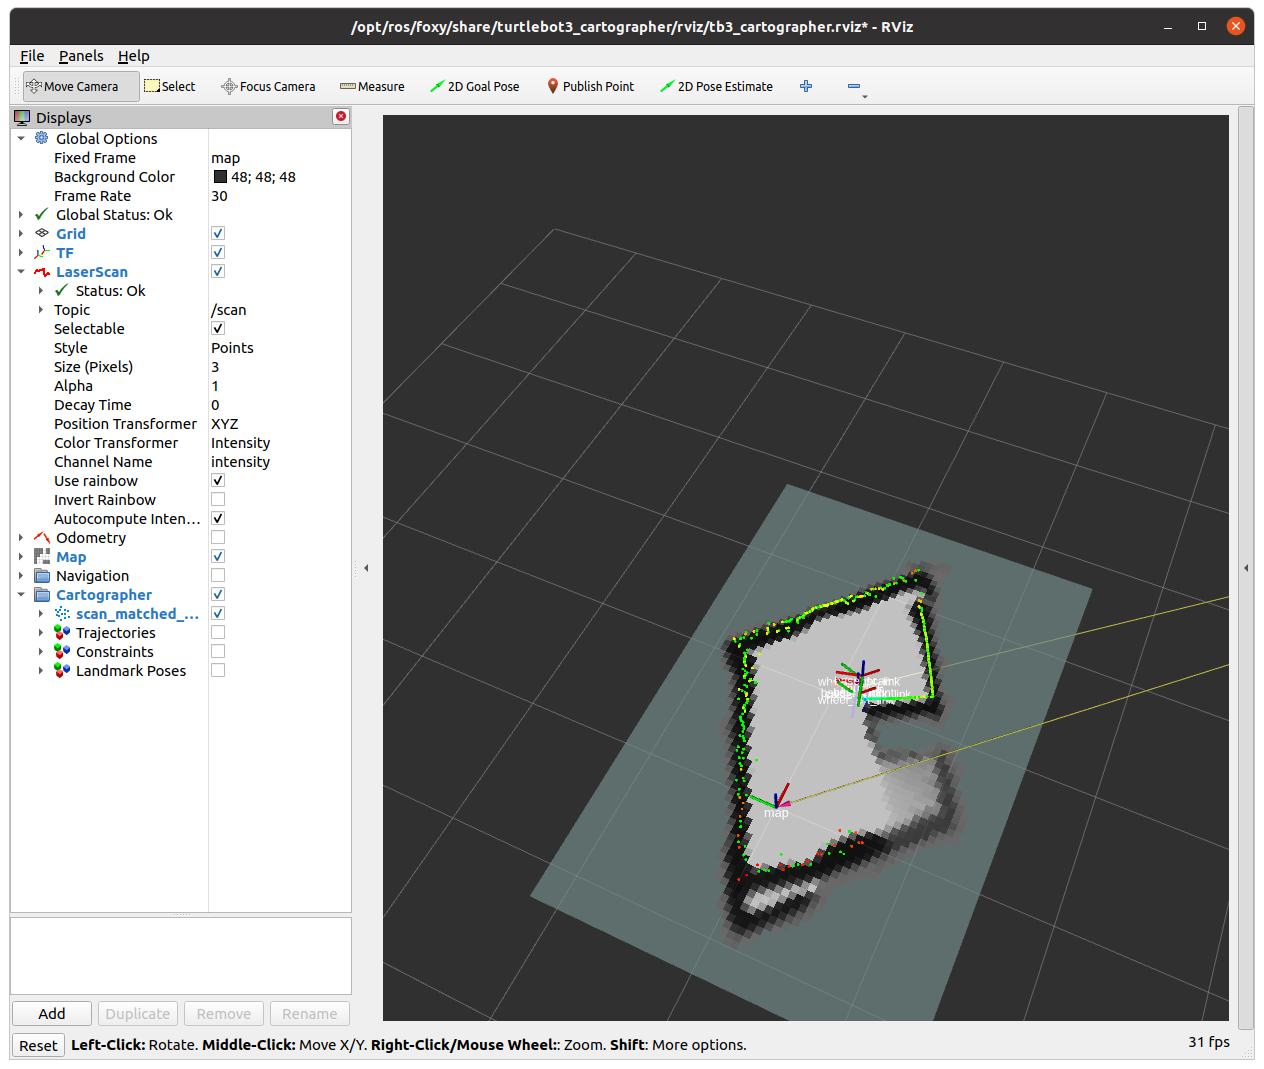 /opt/ros/foxy/share/turtlebot3_cartographer/rviz/tb3_cartographer.rviz* - RViz
File Panels Help
Move Camera Select Focus Camera Measure 2D Goal Pose Publish Point 2D Pose Estimate
Displays
Global Options
Fixed Frame map
Background Color 48; 48; 48
Frame Rate 30
Global Status: Ok
Grid
TF
LaserScan
Status: Ok
Topic /scan
Selectable
Style Points
Size (Pixels) 3
Alpha 1
Decay Time 0
Position Transformer XYZ
Color Transformer Intensity
Channel Name intensity
Use rainbow
Invert Rainbow
Autocompute Inten...
Odometry
Map
Navigation
Cartographer
scan_matched_...
Trajectories
Constraints
Landmark Poses
map
Add Duplicate Remove Rename
Reset Left-Click: Rotate. Middle-Click: Move X/Y. Right-Click/Mouse Wheel:: Zoom. Shift: More options. 31 fps